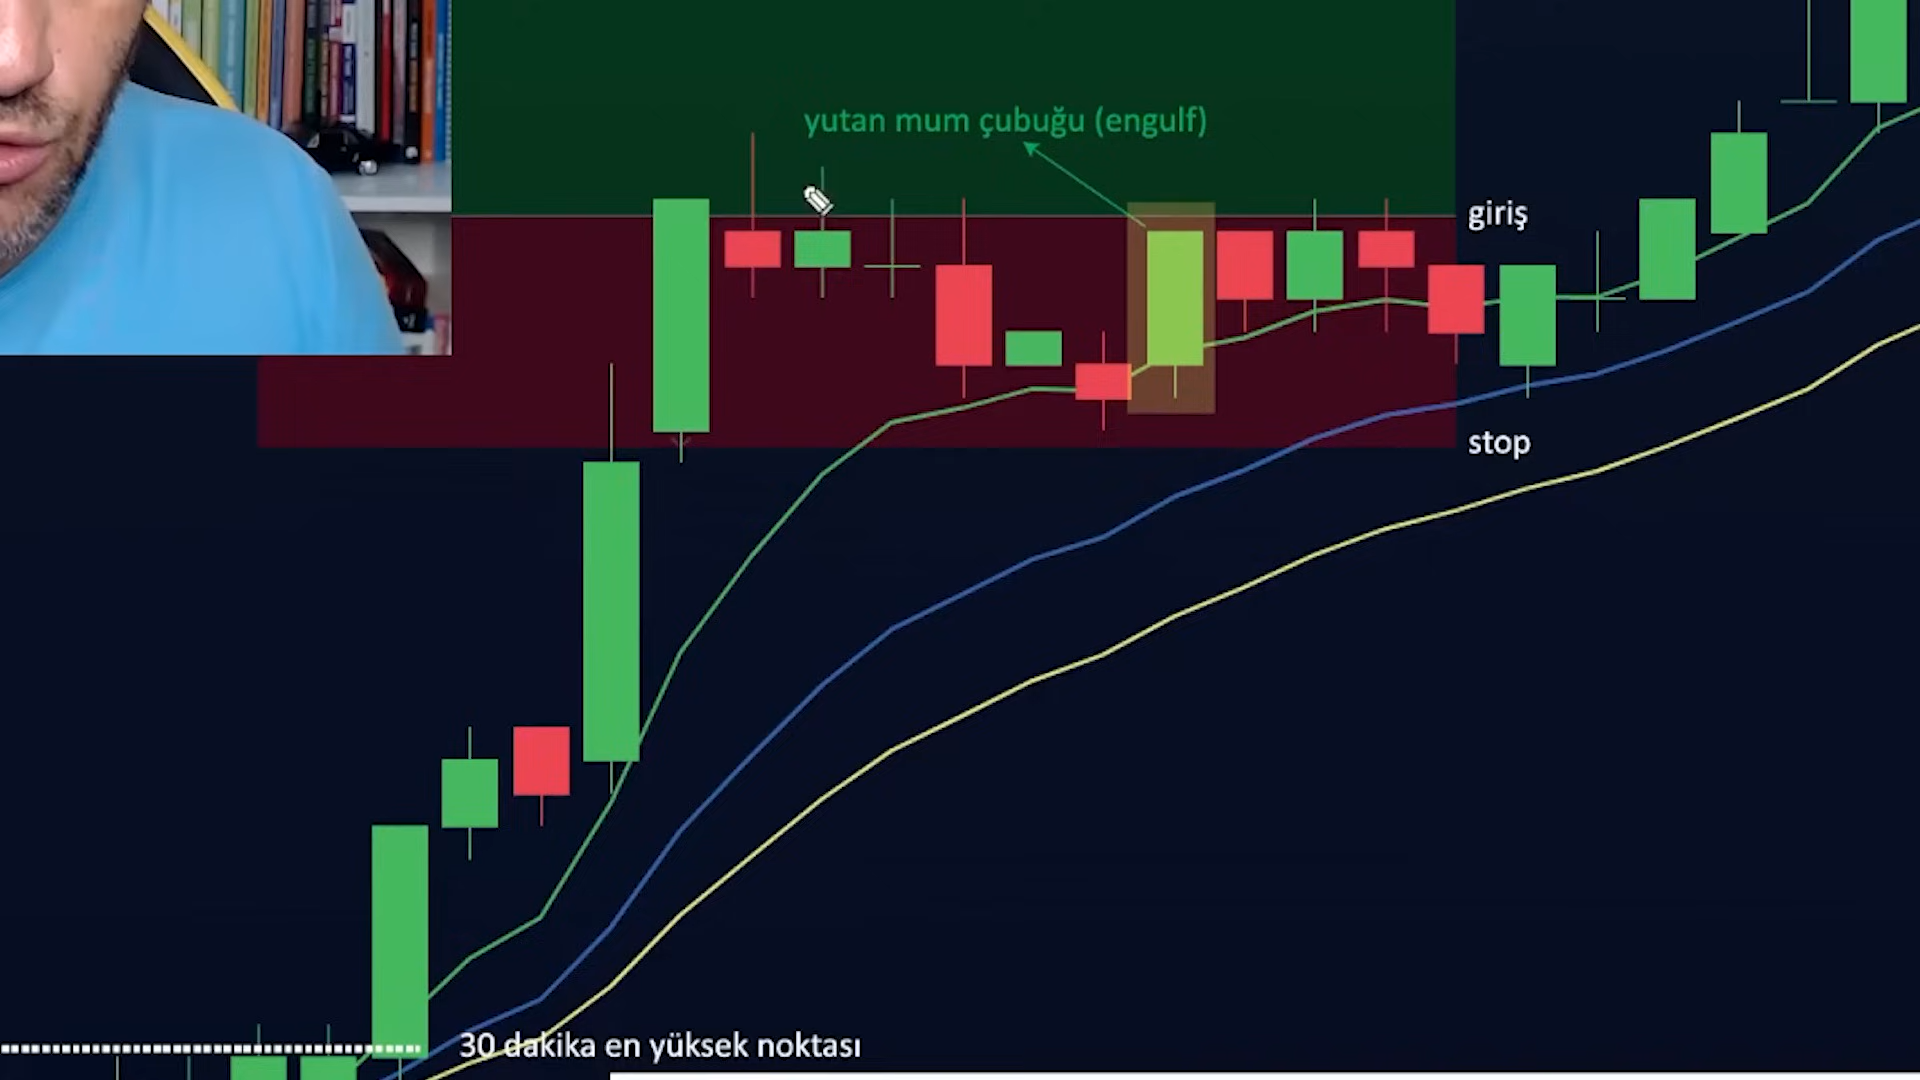 yutan mum çubuğu (engulf)
giriş
stop
30 dakika en yüksek noktası